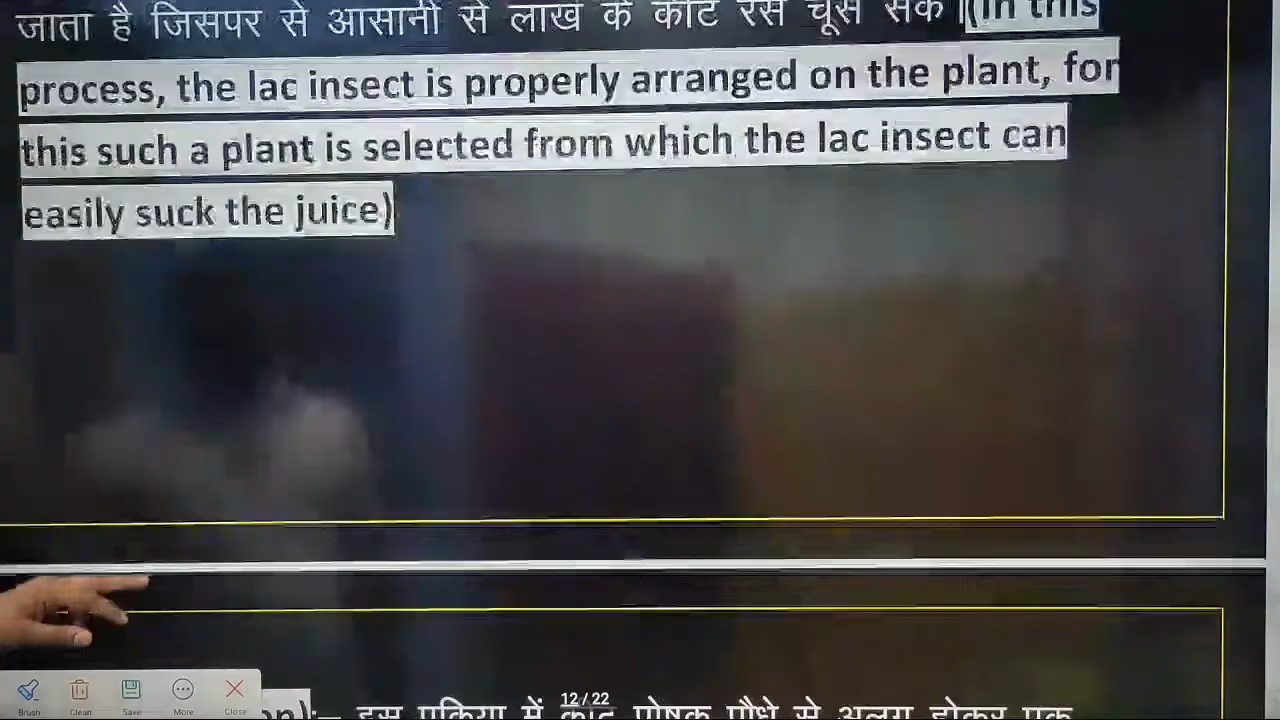 जाता है जिसपर से आसानी से लाख के कीट रस चूस सके |(In this
process, the lac insect is properly arranged on the plant, for
this such a plant is selected from which the lac insect can
easily suck the juice)
12/22
on):– इस प्रक्रिया में कीट पोषक पौधे से अलग होकर एक
Brush
Clean
Save
More
Close